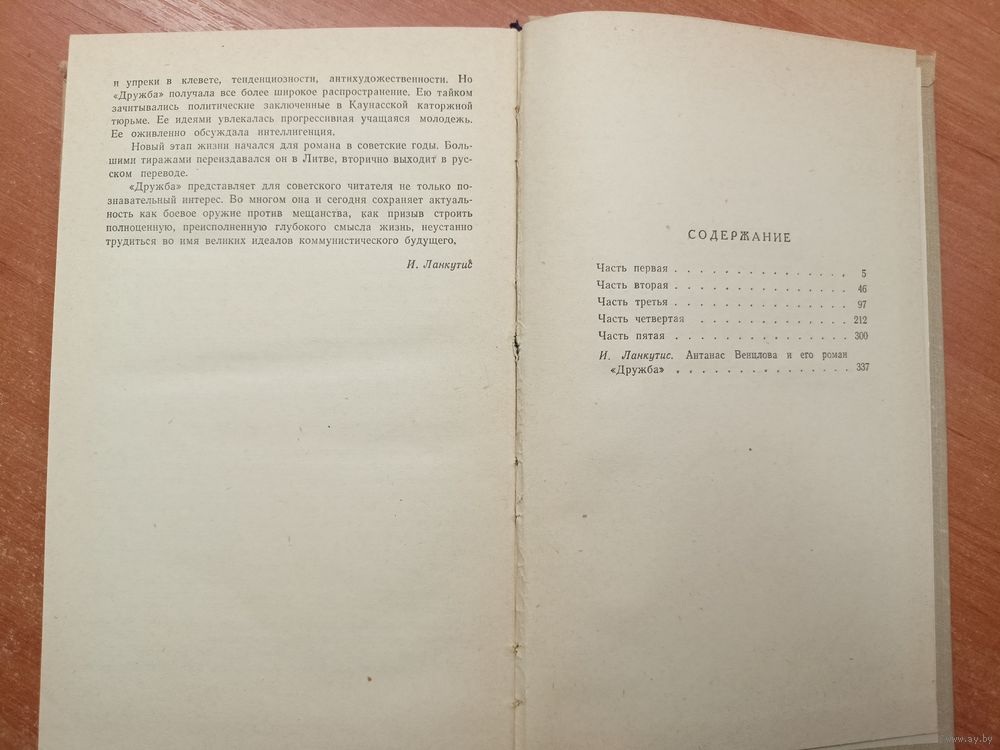 и упреки в клевете, тенденциозности, антихудожественности. Но
«Дружба» получала все более широкое распространение. Ею тайком
зачитывались политические заключенные в Каунасской каторжной
тюрьме. Ее идеями увлекалась прогрессивная учащаяся молодежь.
Ее оживленно обсуждала интеллигенция.
Новый этап жизни начался для романа в советские годы. Боль-
шими тиражами переиздавался он в Литве, вторично выходит в рус-
ском переводе.
«Дружба» представляет для советского читателя не только по-
знавательный интерес. Во многом она и сегодня сохраняет актуаль-
ность как боевое оружие против мещанства, как призыв строить
полноценную, преисполненную глубокого смысла жизнь, неустанно
трудиться во имя великих идеалов коммунистического будущего,
И. Ланкутис
СОДЕРЖАНИЕ
Часть первая . . . . . . . . . . . . . , 5
Часть вторая . . . . . . . . . . . . . . 46
Часть третья . . . . . . . . . . . . . . 97
Часть четвертая . . . . . . . . . . . . 212
Часть пятая . . . . . . . . . . . . . . 300
И. Ланкутис. Антанас Венцлова и его роман
«Дружба» . . . . . . . . . . . . . . 337
www.ay.by